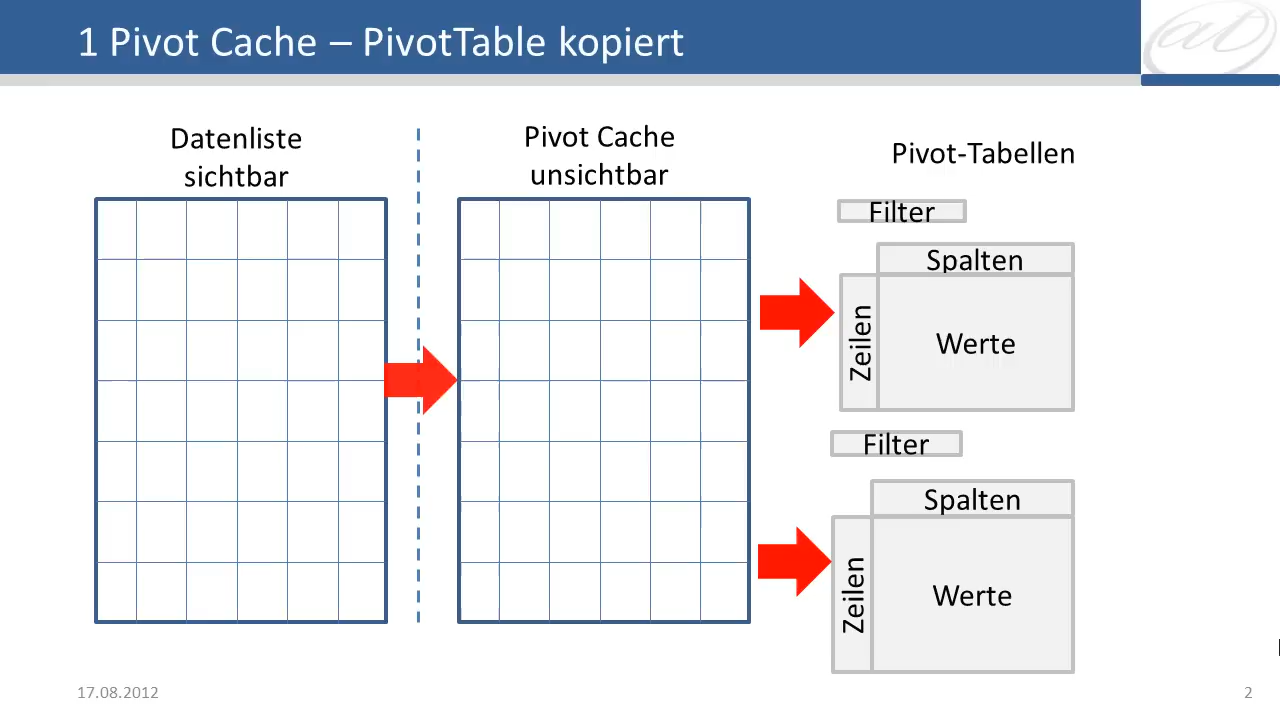 1 Pivot Cache – PivotTable kopiert
at
Datenliste
sichtbar
Pivot Cache
unsichtbar
Pivot-Tabellen
Filter
Spalten
Zeilen
Werte
Filter
Spalten
Zeilen
Werte
17.08.2012
2